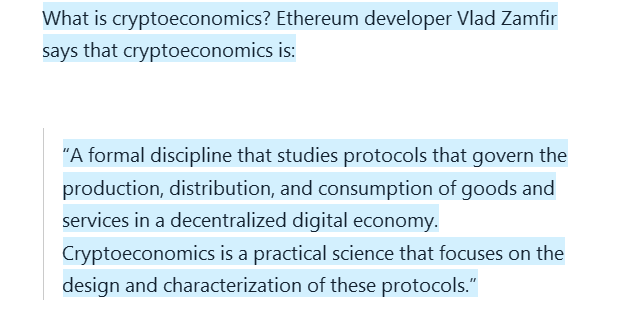 What is cryptoeconomics? Ethereum developer Vlad Zamfir
says that cryptoeconomics is:
“A formal discipline that studies protocols that govern the
production, distribution, and consumption of goods and
services in a decentralized digital economy.
Cryptoeconomics is a practical science that focuses on the
design and characterization of these protocols.”